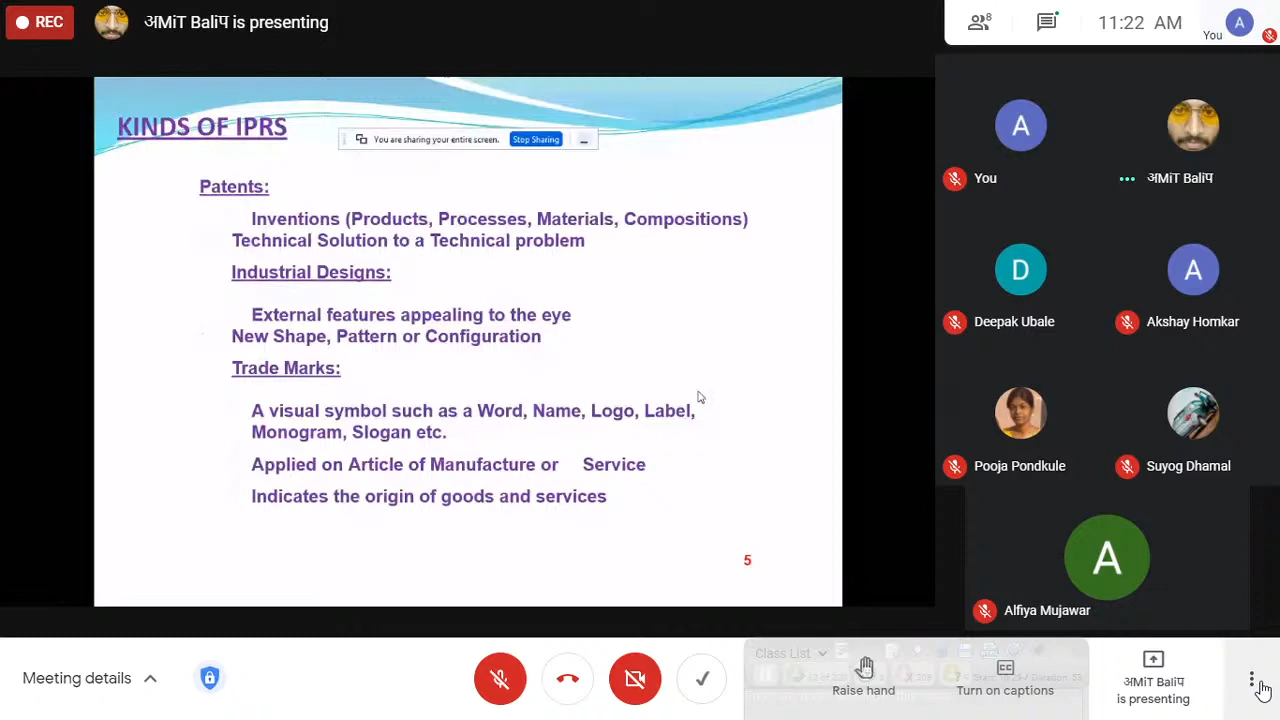 REC
अMiT Baliप is presenting
8
11:22 AM
A
You
KINDS OF IPRS
You are sharing your entire screen.
Stop Sharing
Patents:
Inventions (Products, Processes, Materials, Compositions)
Technical Solution to a Technical problem
Industrial Designs:
External features appealing to the eye
New Shape, Pattern or Configuration
Trade Marks:
A visual symbol such as a Word, Name, Logo, Label,
Monogram, Slogan etc.
Applied on Article of Manufacture or Service
Indicates the origin of goods and services
5
A
You
अMiT Baliप
D
Deepak Ubale
A
Akshay Homkar
Pooja Pondkule
Suyog Dhamal
A
Alfiya Mujawar
Meeting details
Class List
Raise hand
Turn on captions
अMiT Baliप
is presenting